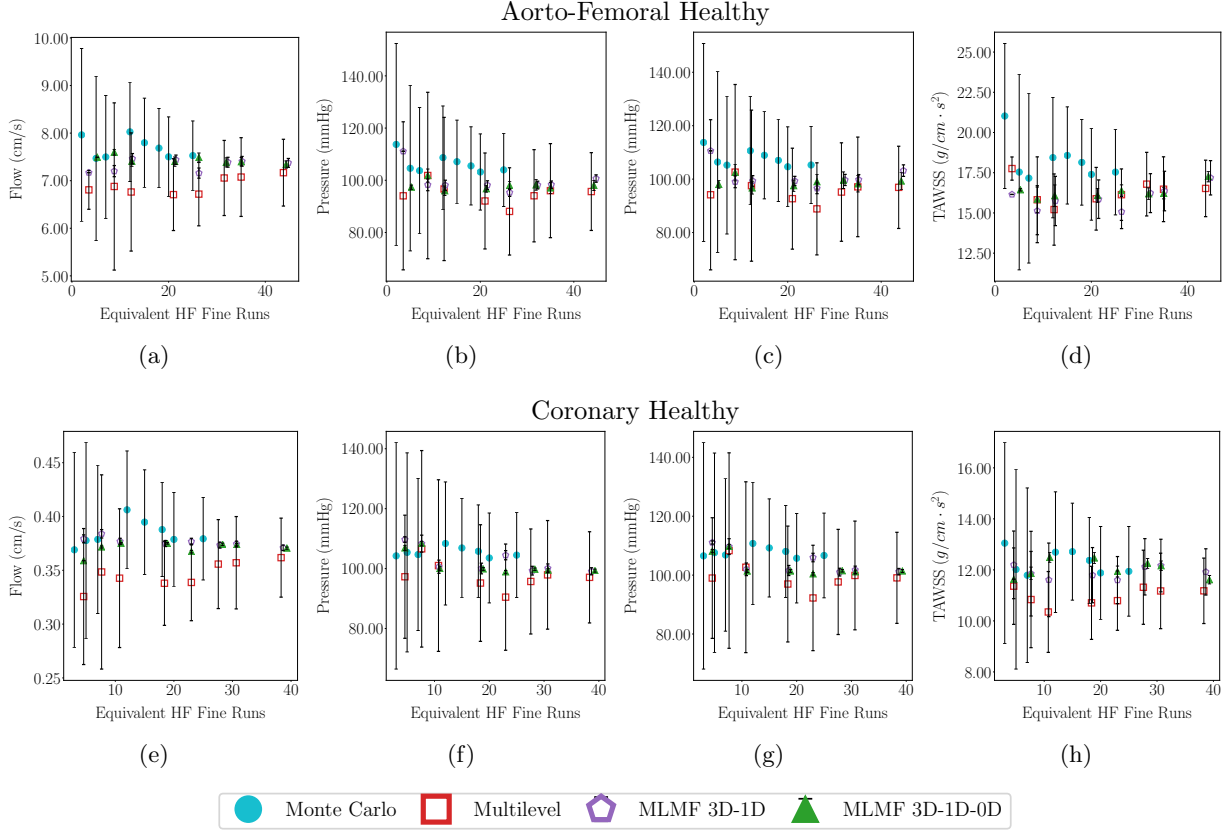 Aorto-Femoral Healthy
Flow (cm/s)
10.00
9.00
8.00
7.00
6.00
5.00
0 20 40
Equivalent HF Fine Runs
(a)
Pressure (mmHg)
140.00
120.00
100.00
80.00
0 20 40
Equivalent HF Fine Runs
(b)
Pressure (mmHg)
140.00
120.00
100.00
80.00
0 20 40
Equivalent HF Fine Runs
(c)
TAWSS (g/cm · s²)
25.00
22.50
20.00
17.50
15.00
12.50
0 20 40
Equivalent HF Fine Runs
(d)
Coronary Healthy
Flow (cm/s)
0.45
0.40
0.35
0.30
0.25
10 20 30 40
Equivalent HF Fine Runs
(e)
Pressure (mmHg)
140.00
120.00
100.00
80.00
10 20 30 40
Equivalent HF Fine Runs
(f)
Pressure (mmHg)
140.00
120.00
100.00
80.00
10 20 30 40
Equivalent HF Fine Runs
(g)
TAWSS (g/cm · s²)
16.00
14.00
12.00
10.00
8.00
0 10 20 30 40
Equivalent HF Fine Runs
(h)
Monte Carlo Multilevel MLMF 3D-1D MLMF 3D-1D-0D